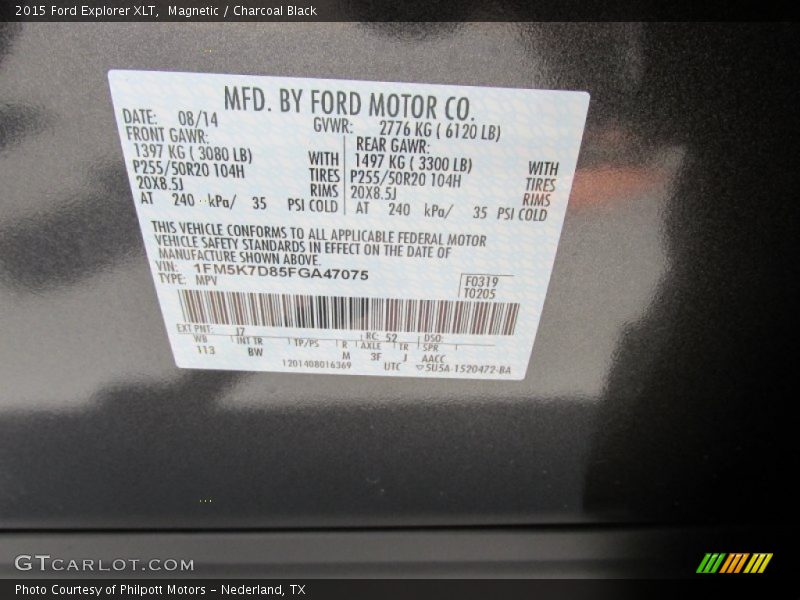 2015 Ford Explorer XLT, Magnetic / Charcoal Black
MFD. BY FORD MOTOR CO.
DATE: 08/14 GVWR: 2776 KG ( 6120 LB)
FRONT GAWR: REAR GAWR:
1397 KG ( 3080 LB) WITH 1497 KG ( 3300 LB) WITH
P255/50R20 104H TIRES P255/50R20 104H TIRES
20X8.5J RIMS 20X8.5J RIMS
AT 240 kPa/ 35 PSI COLD AT 240 kPa/ 35 PSI COLD
THIS VEHICLE CONFORMS TO ALL APPLICABLE FEDERAL MOTOR
VEHICLE SAFETY STANDARDS IN EFFECT ON THE DATE OF
MANUFACTURE SHOWN ABOVE.
VIN: 1FM5K7D85FGA47075 F0319
TYPE: MPV T0205
EXT PNT: J7 RC: 52 DSO:
WB INT TR TP/PS R AXLE TR SPR
113 BW M 3F J AACC
1201408016369 UTC 5U5A-1520472-BA
GTCARLOT.COM
Photo Courtesy of Philpott Motors - Nederland, TX